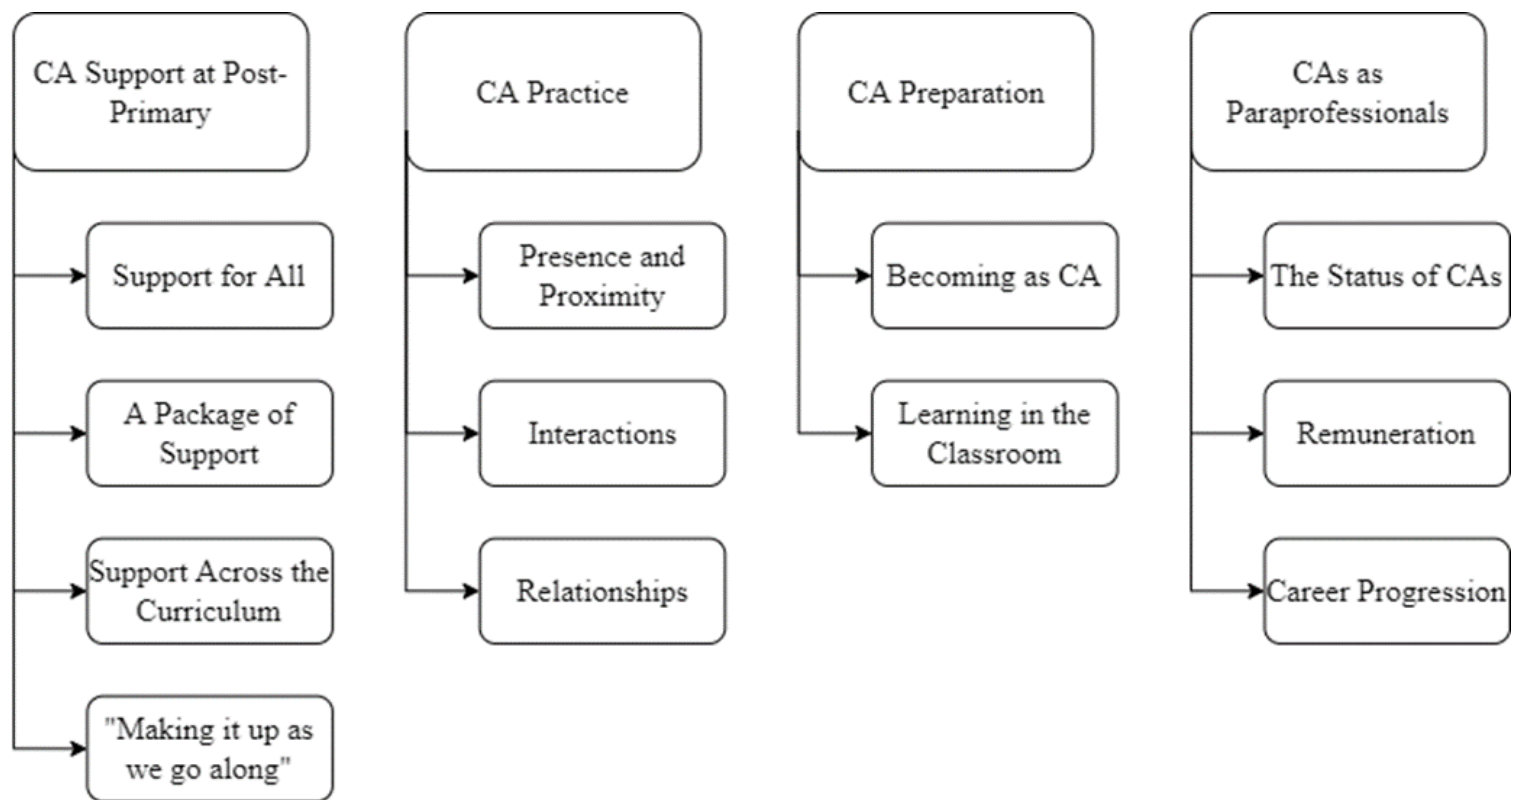 CA Support at Post-
Primary
Support for All
A Package of
Support
Support Across the
Curriculum
"Making it up as
we go along"
CA Practice
Presence and
Proximity
Interactions
Relationships
CA Preparation
Becoming as CA
Learning in the
Classroom
CAs as
Paraprofessionals
The Status of CAs
Remuneration
Career Progression